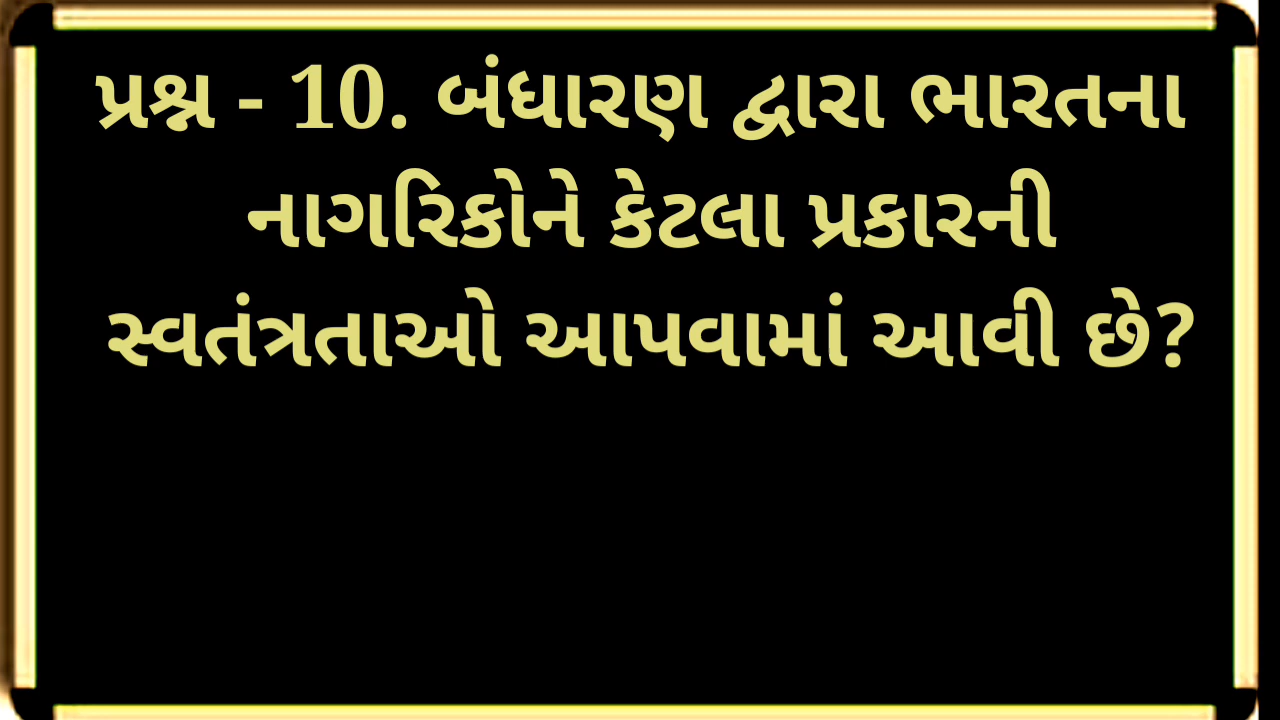 પ્રશ્ન - 10. બંધારણ દ્વારા ભારતના
નાગરિકોને કેટલા પ્રકારની
સ્વતંત્રતાઓ આપવામાં આવી છે?